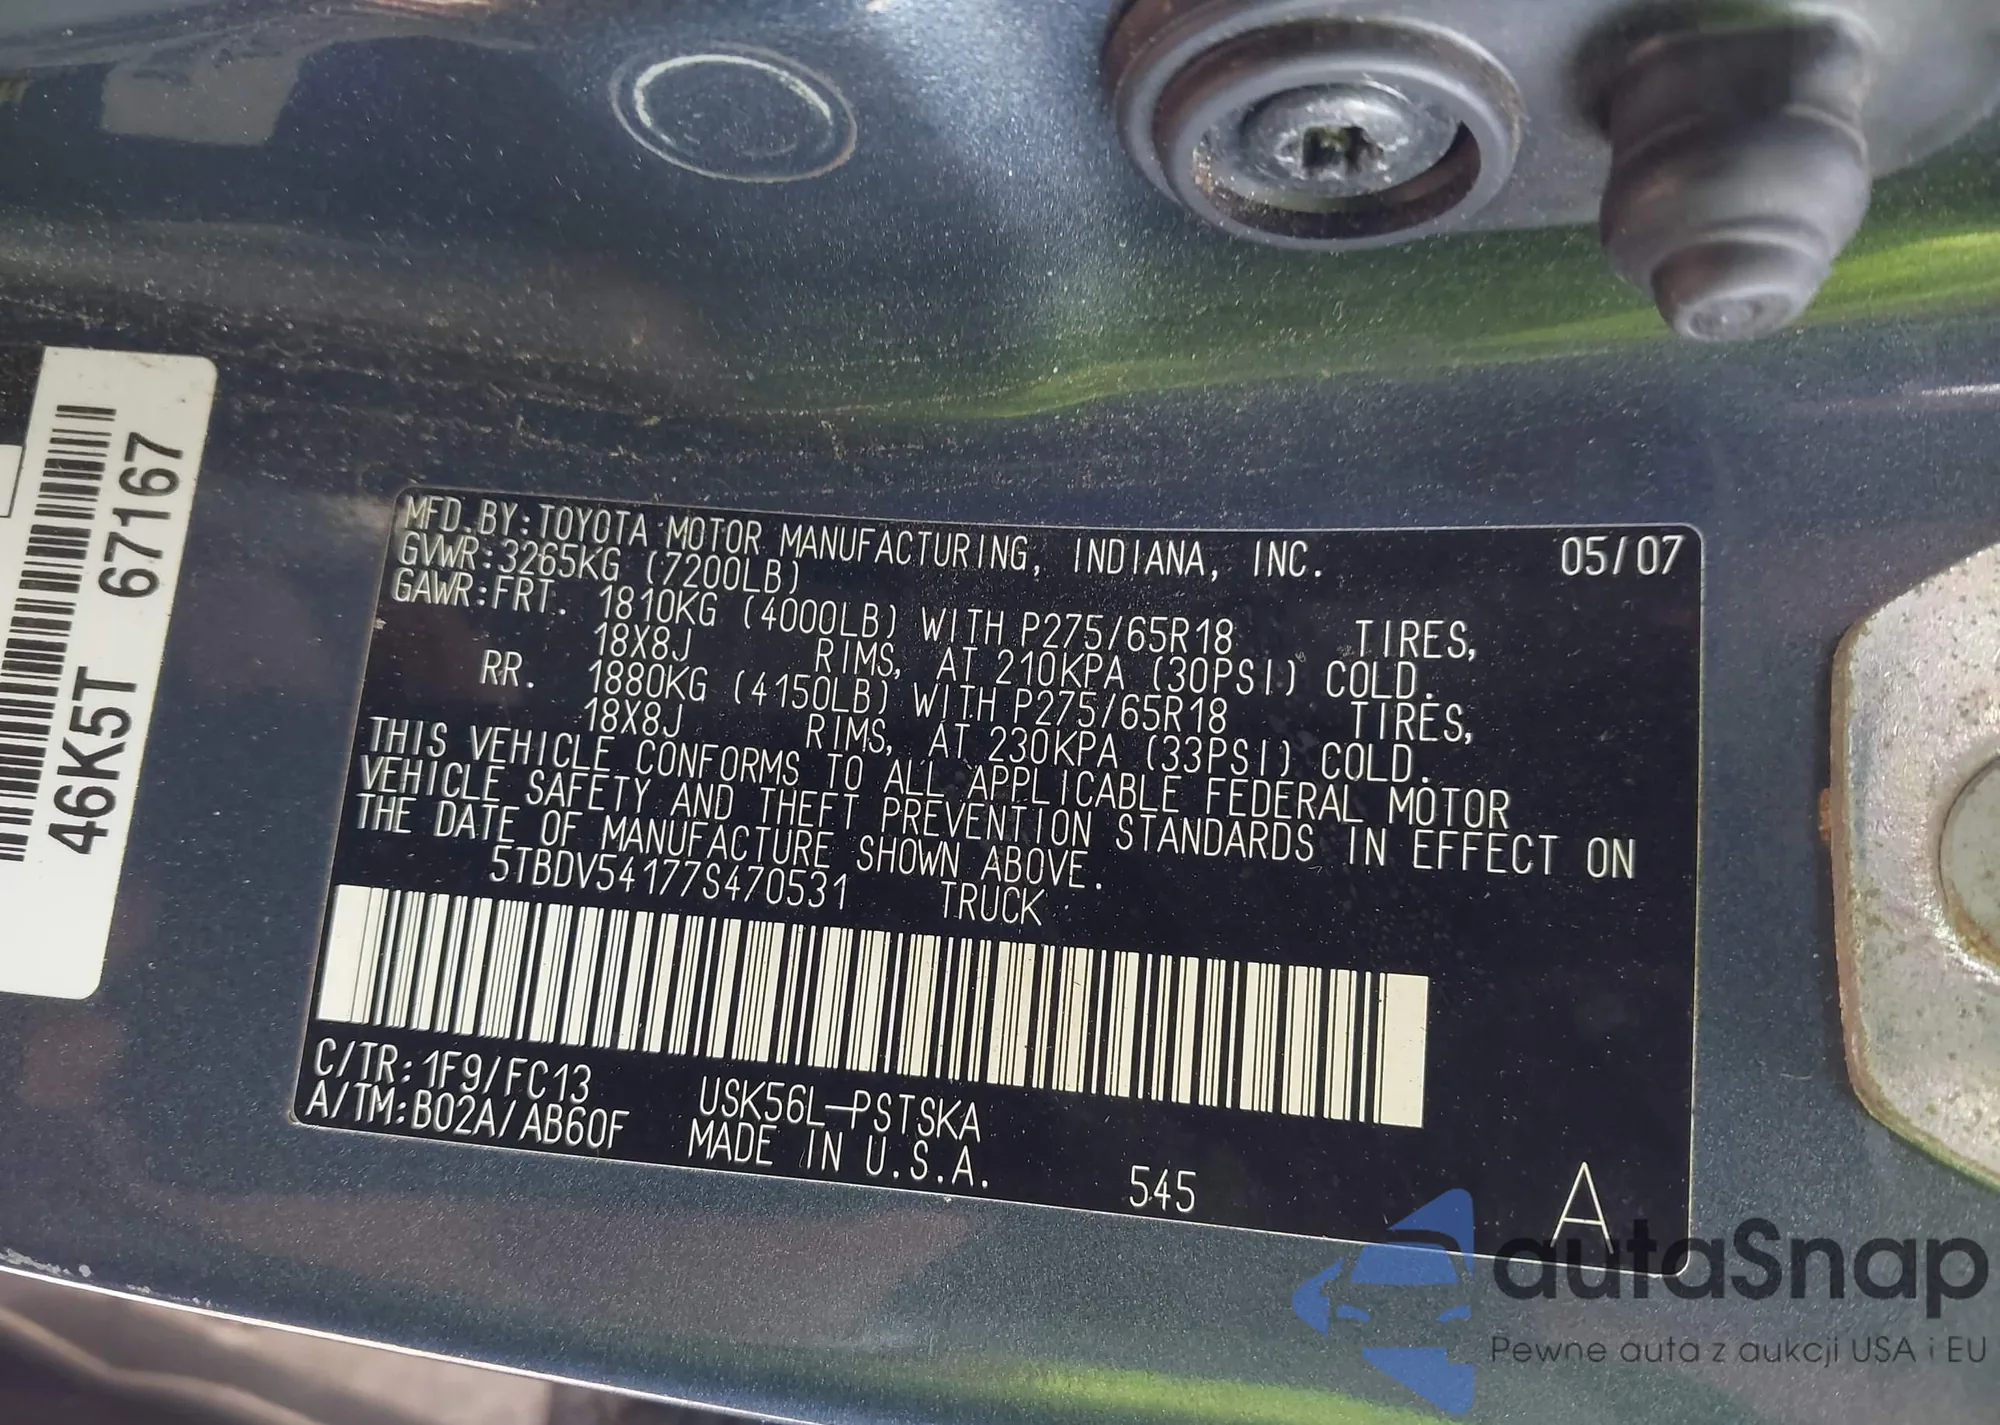 67167
46K5T
MFD.BY:TOYOTA MOTOR MANUFACTURING, INDIANA, INC. 05/07
GVWR:3265KG (7200LB)
GAWR:FRT. 1810KG (4000LB) WITH P275/65R18 TIRES,
18X8J RIMS, AT 210KPA (30PSI) COLD.
RR. 1880KG (4150LB) WITH P275/65R18 TIRES,
18X8J RIMS, AT 230KPA (33PSI) COLD.
THIS VEHICLE CONFORMS TO ALL APPLICABLE FEDERAL MOTOR
VEHICLE SAFETY AND THEFT PREVENTION STANDARDS IN EFFECT ON
THE DATE OF MANUFACTURE SHOWN ABOVE.
5TBDV54177S470531 TRUCK
C/TR:1F9/FC13 USK56L-PSTSKA
A/TM:B02A/AB60F MADE IN U.S.A. 545 A
autaSnap
Pewne auta z aukcji USA i EU